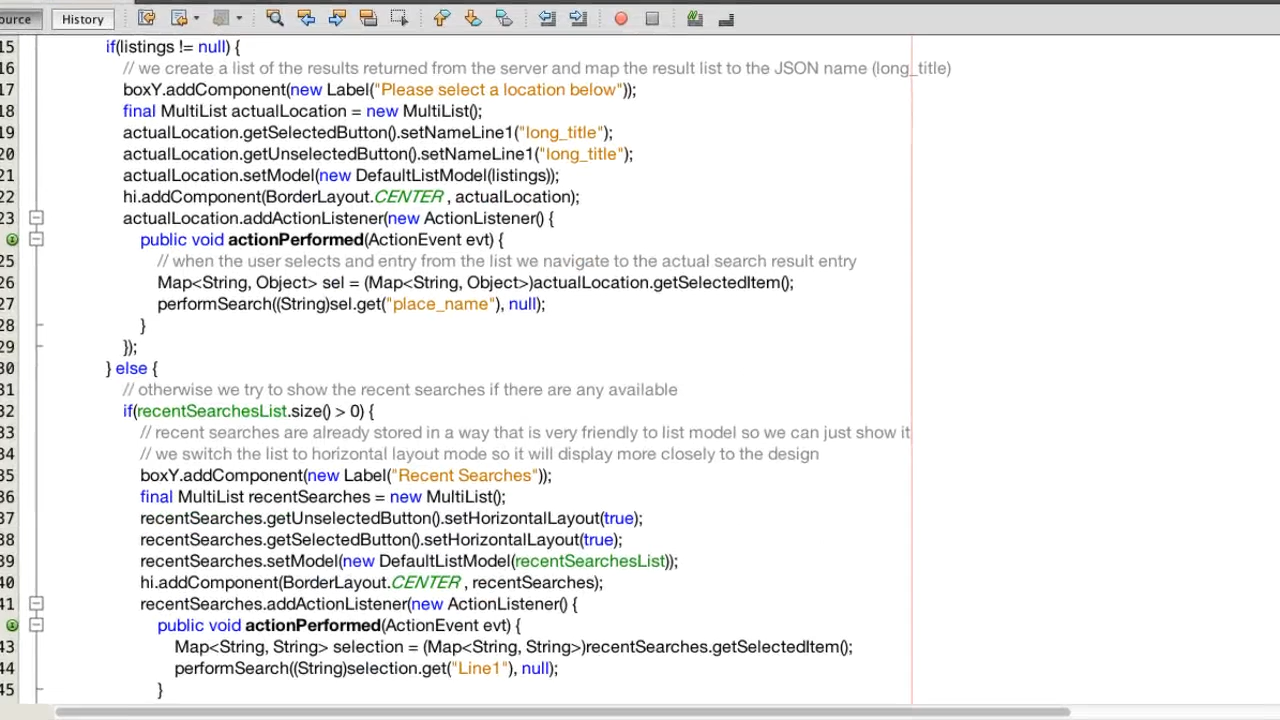 ource History
15 if(listings != null) {
16 // we create a list of the results returned from the server and map the result list to the JSON name (long_title)
17 boxY.addComponent(new Label("Please select a location below"));
18 final MultiList actualLocation = new MultiList();
19 actualLocation.getSelectedButton().setNameLine1("long_title");
20 actualLocation.getUnselectedButton().setNameLine1("long_title");
21 actualLocation.setModel(new DefaultListModel(listings));
22 hi.addComponent(BorderLayout.CENTER , actualLocation);
23 actualLocation.addActionListener(new ActionListener() {
public void actionPerformed(ActionEvent evt) {
25 // when the user selects and entry from the list we navigate to the actual search result entry
26 Map<String, Object> sel = (Map<String, Object>)actualLocation.getSelectedItem();
27 performSearch((String)sel.get("place_name"), null);
28 }
29 });
30 } else {
31 // otherwise we try to show the recent searches if there are any available
32 if(recentSearchesList.size() > 0) {
33 // recent searches are already stored in a way that is very friendly to list model so we can just show it
34 // we switch the list to horizontal layout mode so it will display more closely to the design
35 boxY.addComponent(new Label("Recent Searches"));
36 final MultiList recentSearches = new MultiList();
37 recentSearches.getUnselectedButton().setHorizontalLayout(true);
38 recentSearches.getSelectedButton().setHorizontalLayout(true);
39 recentSearches.setModel(new DefaultListModel(recentSearchesList));
40 hi.addComponent(BorderLayout.CENTER , recentSearches);
41 recentSearches.addActionListener(new ActionListener() {
public void actionPerformed(ActionEvent evt) {
43 Map<String, String> selection = (Map<String, String>)recentSearches.getSelectedItem();
44 performSearch((String)selection.get("Line1"), null);
45 }